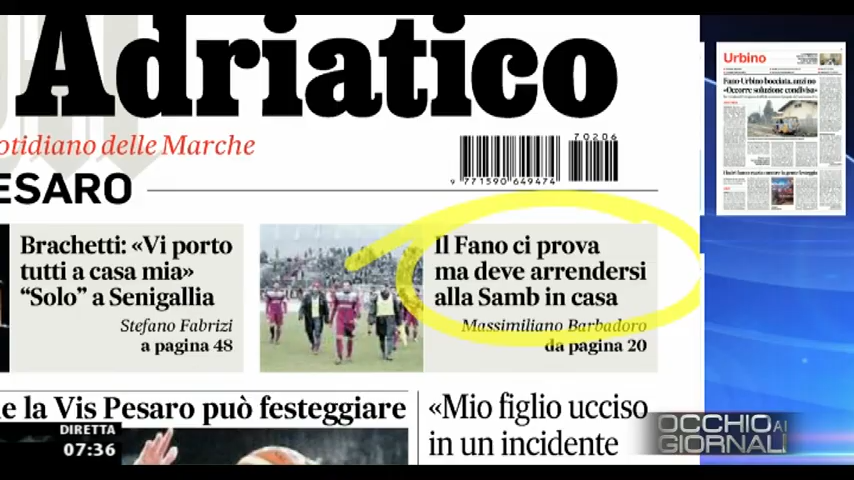 Adriatico
otidiano delle Marche
70206
9 771590 649474
ESARO
Brachetti: «Vi porto
tutti a casa mia»
“Solo” a Senigallia
Stefano Fabrizi
a pagina 48
Il Fano ci prova
ma deve arrendersi
alla Samb in casa
Massimiliano Barbadoro
da pagina 20
e la Vis Pesaro può festeggiare
«Mio figlio ucciso
in un incidente
DIRETTA
07:36
OCCHIO AI
GIORNALI
Urbino
Fano-Urbino bocciata, anzi no
«Occorre soluzione condivisa»